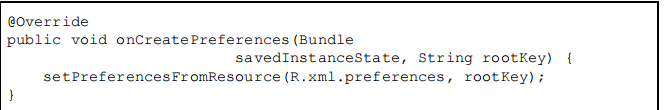 @Override
public void onCreatePreferences(Bundle
                         savedInstanceState, String rootKey) {
    setPreferencesFromResource(R.xml.preferences, rootKey);
}